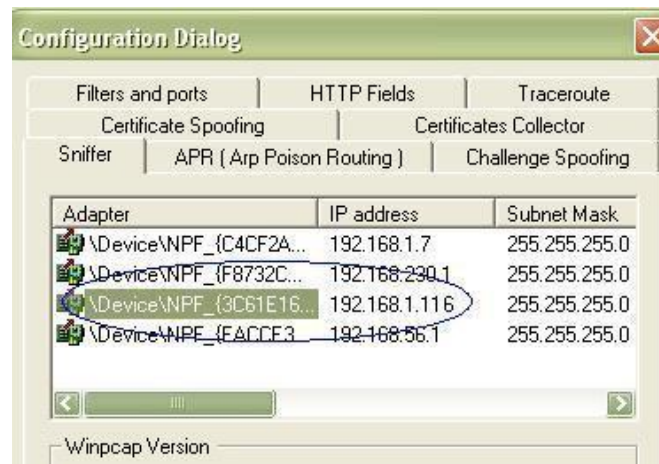 Configuration Dialog
Filters and ports HTTP Fields Traceroute
Certificate Spoofing Certificates Collector
Sniffer APR ( Arp Poison Routing ) Challenge Spoofing
Adapter IP address Subnet Mask
\Device\NPF_{C4CF2A... 192.168.1.7 255.255.255.0
\Device\NPF_{F8732C... 192.168.230.1 255.255.255.0
\Device\NPF_{3C61E16... 192.168.1.116 255.255.255.0
\Device\NPF_{EACCE3... 192.168.56.1 255.255.255.0
Winpcap Version